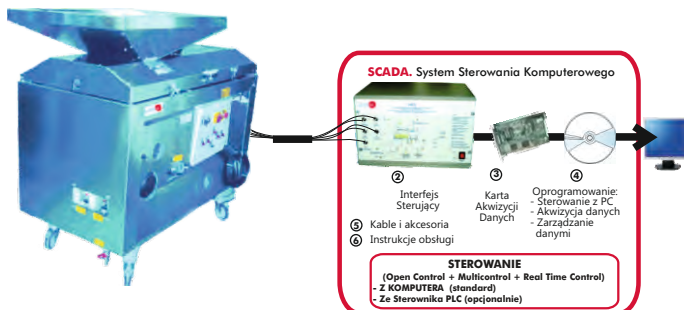 SCADA. System Sterowania Komputerowego
②
Interfejs
Sterujący
③
Karta
Akwizycji
Danych
④
Oprogramowanie:
- Sterowanie z PC
- Akwizycja danych
- Zarządzanie
danymi
⑤ Kable i akcesoria
⑥ Instrukcje obsługi
STEROWANIE
(Open Control + Multicontrol + Real Time Control)
- Z KOMPUTERA (standard)
- Ze Sterownika PLC (opcjonalnie)